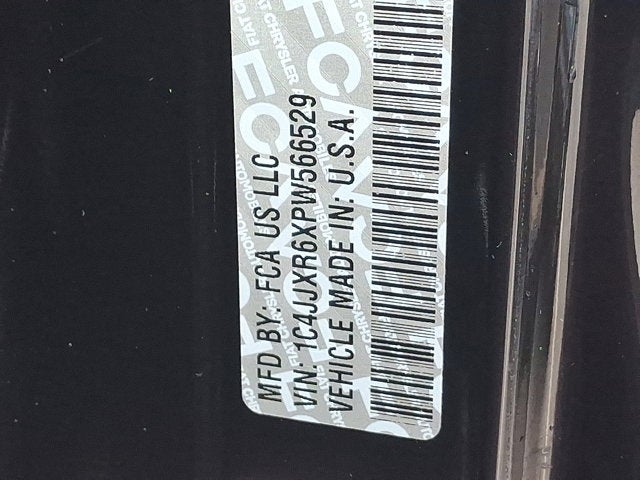 MFD BY: FCA US LLC
VIN: 1C4JJXR6XPW566529
VEHICLE MADE IN: U.S.A.